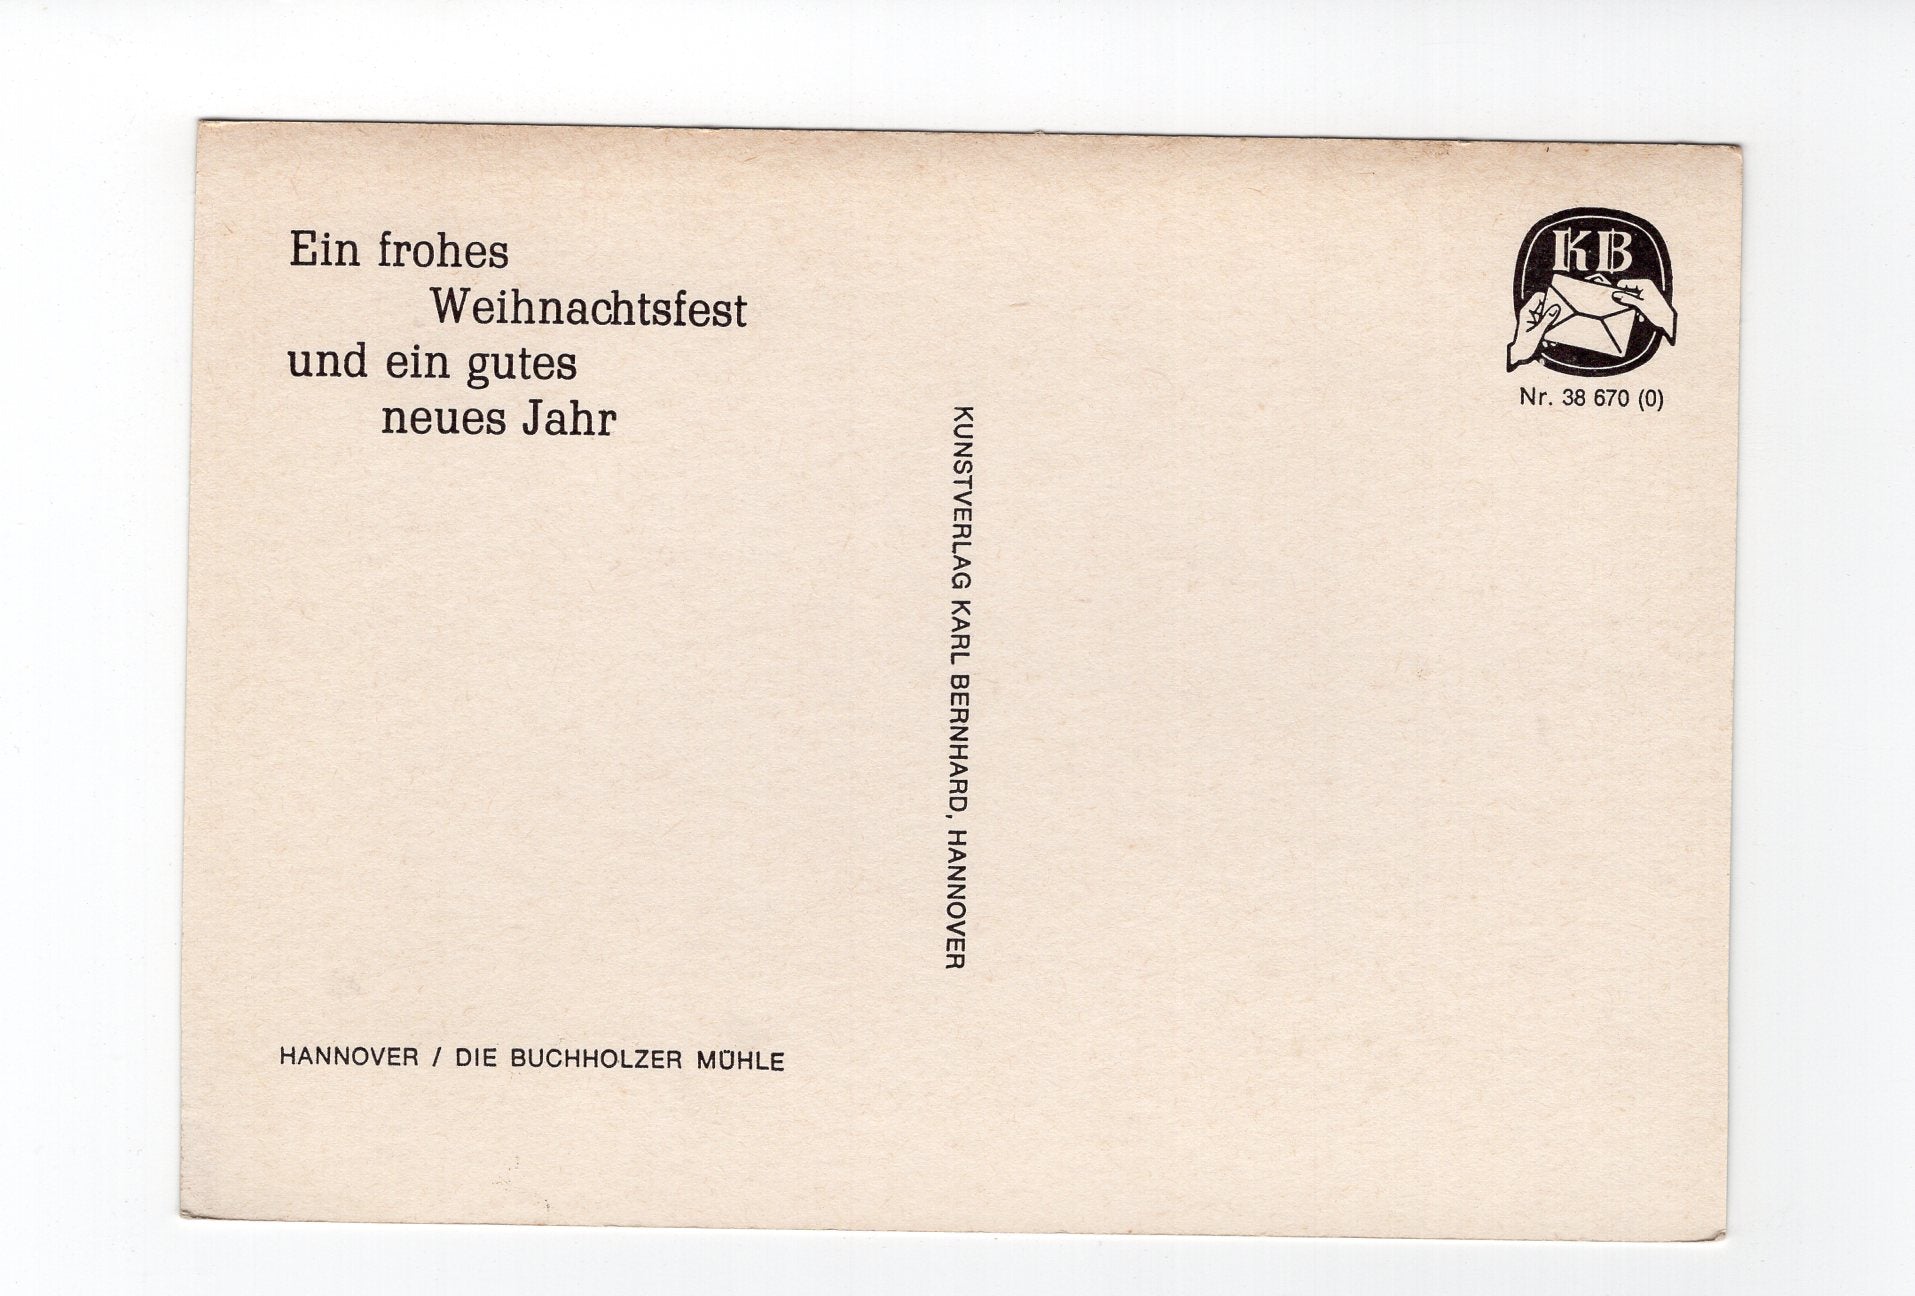 Ein frohes
Weihnachtsfest
und ein gutes
neues Jahr
KB
Nr. 38 670 (0)
KUNSTVERLAG KARL BERNHARD, HANNOVER
HANNOVER / DIE BUCHHOLZER MÜHLE